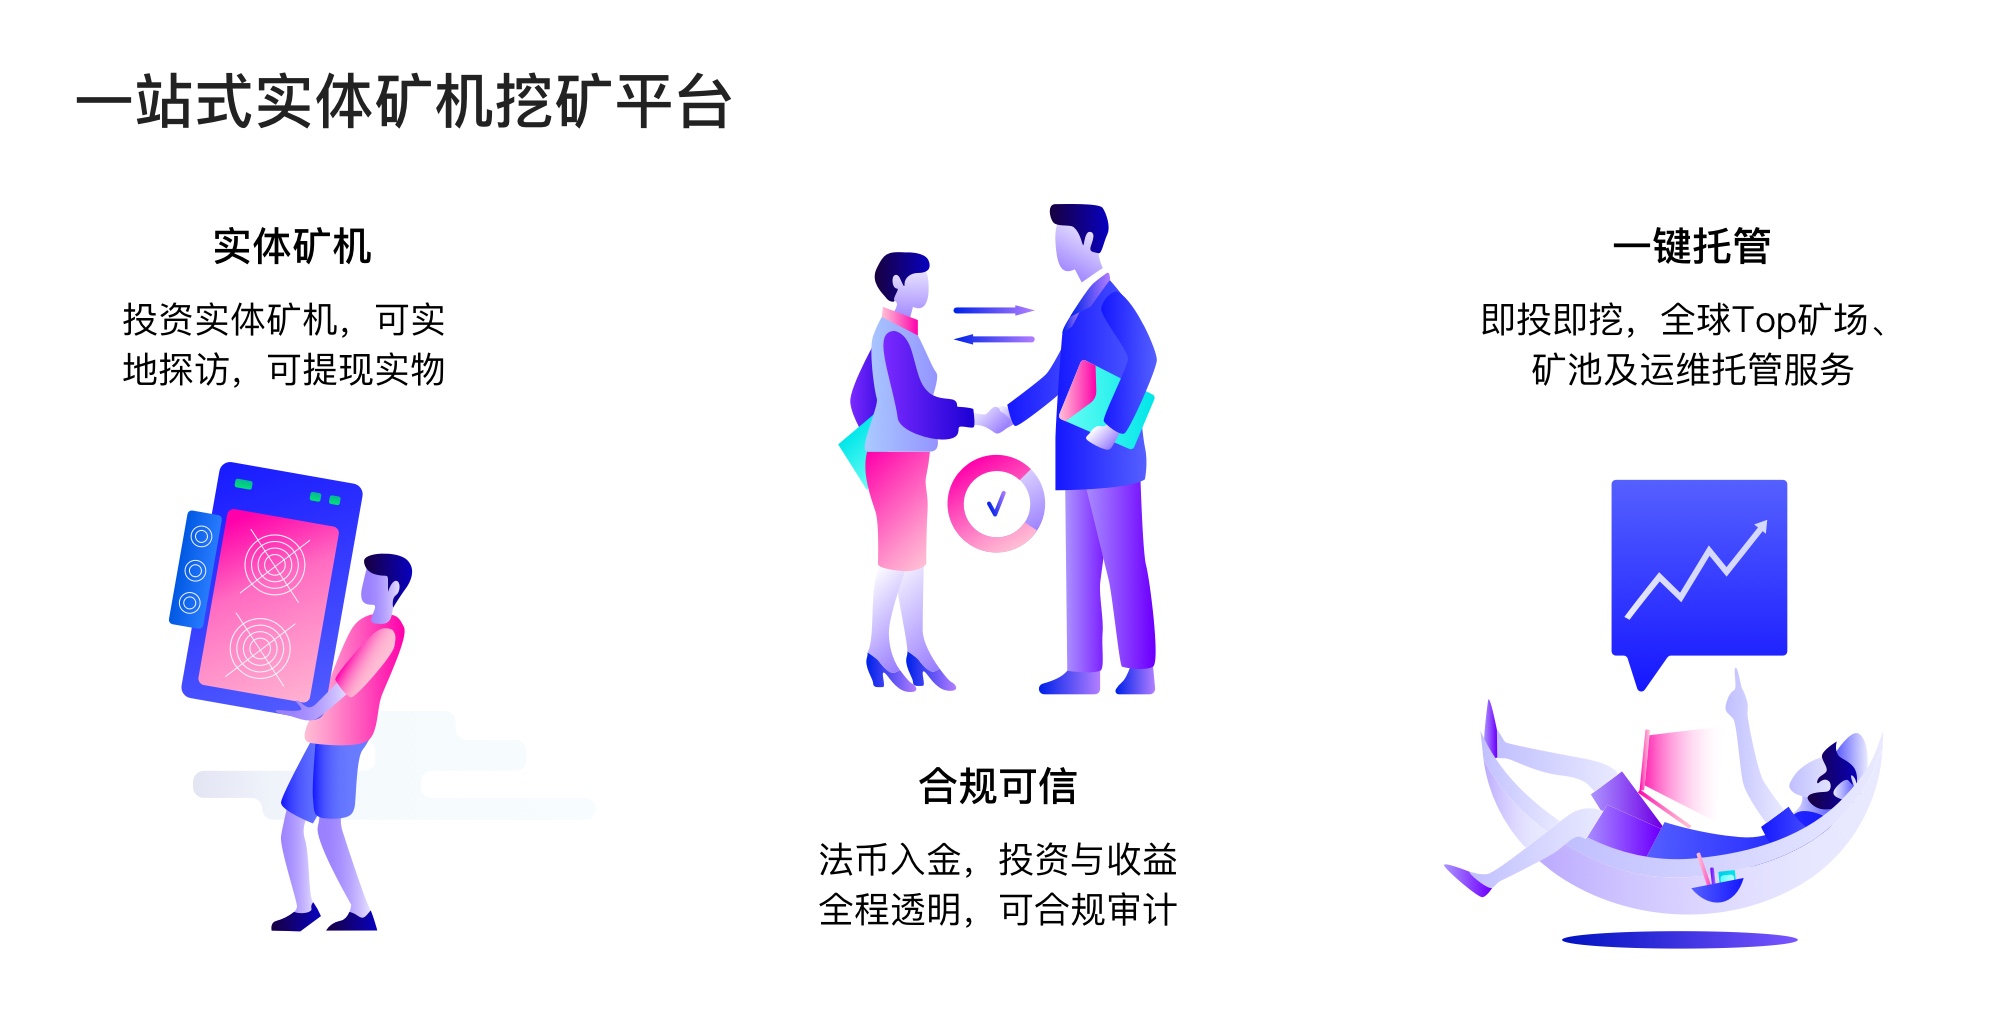 一站式实体矿机挖矿平台
实体矿机
投资实体矿机，可实
地探访，可提现实物
合规可信
法币入金，投资与收益
全程透明，可合规审计
一键托管
即投即挖，全球Top矿场、
矿池及运维托管服务